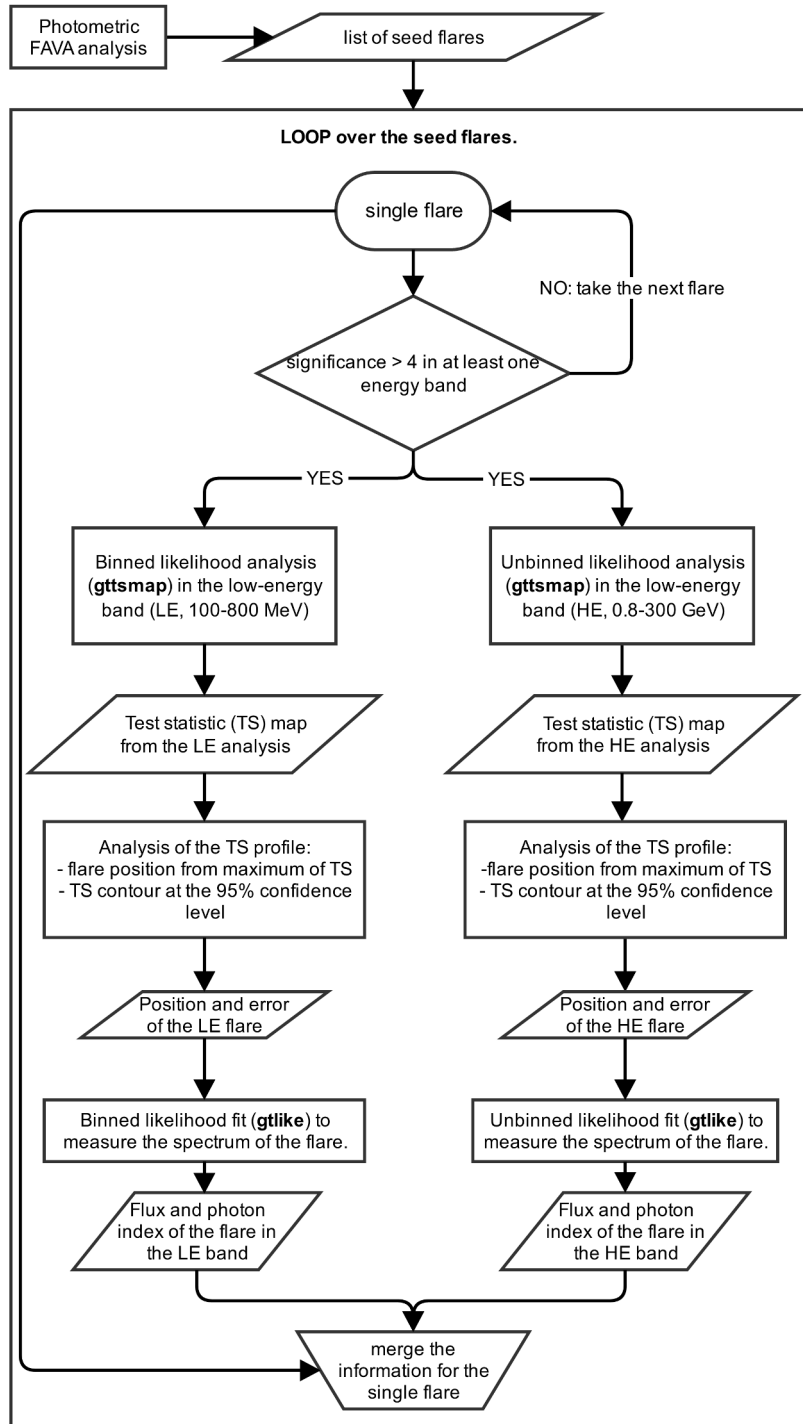 Photometric
FAVA analysis
list of seed flares
LOOP over the seed flares.
single flare
NO: take the next flare
significance > 4 in at least one
energy band
YES
YES
Binned likelihood analysis
(gttsmap) in the low-energy
band (LE, 100-800 MeV)
Unbinned likelihood analysis
(gttsmap) in the low-energy
band (HE, 0.8-300 GeV)
Test statistic (TS) map
from the LE analysis
Test statistic (TS) map
from the HE analysis
Analysis of the TS profile:
- flare position from maximum of TS
- TS contour at the 95% confidence
level
Analysis of the TS profile:
-flare position from maximum of TS
- TS contour at the 95% confidence
level
Position and error
of the LE flare
Position and error
of the HE flare
Binned likelihood fit (gtlike) to
measure the spectrum of the flare.
Unbinned likelihood fit (gtlike) to
measure the spectrum of the flare.
Flux and photon
index of the flare in
the LE band
Flux and photon
index of the flare in
the HE band
merge the
information for the
single flare